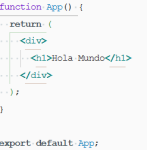 function App() {
  return (
    <div>
      <h1>Hola Mundo</h1>
    </div>
  );
}

export default App;